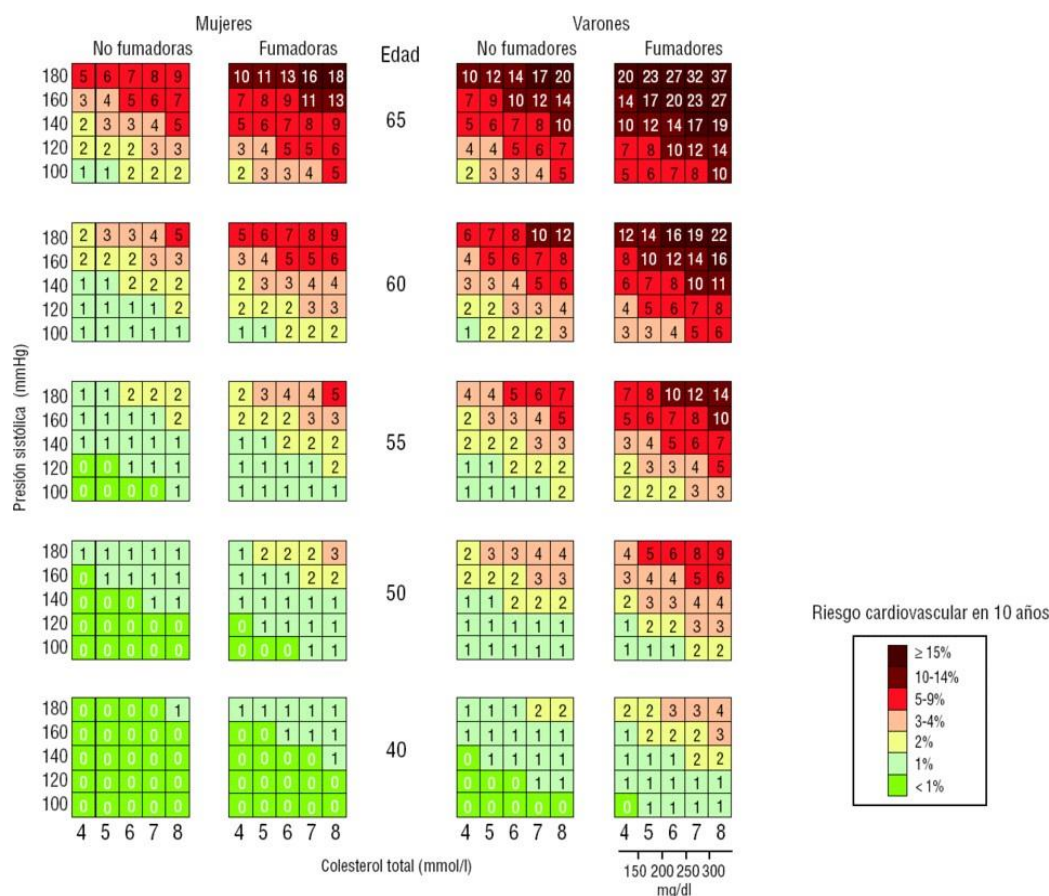 Mujeres Varones
No fumadoras Fumadoras Edad No fumadores Fumadores
180 5 6 7 8 9 10 11 13 16 18 10 12 14 17 20 20 23 27 32 37
160 3 4 5 6 7 7 8 9 11 13 7 9 10 12 14 14 17 20 23 27
140 2 3 3 4 5 5 6 7 8 9 65 5 6 7 8 10 10 12 14 17 19
120 2 2 2 3 3 3 4 5 5 6 4 4 5 6 7 7 8 10 12 14
100 1 1 2 2 2 2 3 3 4 5 2 3 3 4 5 5 6 7 8 10
180 2 3 3 4 5 5 6 7 8 9 6 7 8 10 12 12 14 16 19 22
160 2 2 2 3 3 3 4 5 5 6 4 5 6 7 8 8 10 12 14 16
140 1 1 2 2 2 2 3 3 4 4 60 3 3 4 5 6 6 7 8 10 11
120 1 1 1 1 2 2 2 2 3 3 2 2 3 3 4 4 5 6 7 8
100 1 1 1 1 1 1 1 2 2 2 1 2 2 2 3 3 3 4 5 6
Presión sistólica (mmHg)
180 1 1 2 2 2 2 3 4 4 5 4 4 5 6 7 7 8 10 12 14
160 1 1 1 1 2 2 2 2 3 3 2 3 3 4 5 5 6 7 8 10
140 1 1 1 1 1 1 1 2 2 2 55 2 2 2 3 3 3 4 5 6 7
120 0 0 1 1 1 1 1 1 1 2 1 1 2 2 2 2 3 3 4 5
100 0 0 0 0 1 1 1 1 1 1 1 1 1 1 2 2 2 2 3 3
180 1 1 1 1 1 1 2 2 2 3 2 3 3 4 4 4 5 6 8 9
160 0 1 1 1 1 1 1 1 2 2 2 2 2 3 3 3 4 4 5 6
140 0 0 0 1 1 1 1 1 1 1 50 1 1 2 2 2 2 3 3 4 4
120 0 0 0 0 0 0 1 1 1 1 1 1 1 1 1 1 2 2 3 3
100 0 0 0 0 0 0 0 0 1 1 1 1 1 1 1 1 1 1 2 2
180 0 0 0 0 1 1 1 1 1 1 1 1 1 2 2 2 2 3 3 4
160 0 0 0 0 0 0 0 1 1 1 1 1 1 1 1 1 2 2 2 3
140 0 0 0 0 0 0 0 0 0 1 40 0 1 1 1 1 1 1 1 2 2
120 0 0 0 0 0 0 0 0 0 0 0 0 0 1 1 1 1 1 1 1
100 0 0 0 0 0 0 0 0 0 0 0 0 0 0 0 0 1 1 1 1
4 5 6 7 8 4 5 6 7 8 4 5 6 7 8 4 5 6 7 8
Colesterol total (mmol/l)
150 200 250 300
mg/dl
Riesgo cardiovascular en 10 años
≥ 15%
10-14%
5-9%
3-4%
2%
1%
< 1%